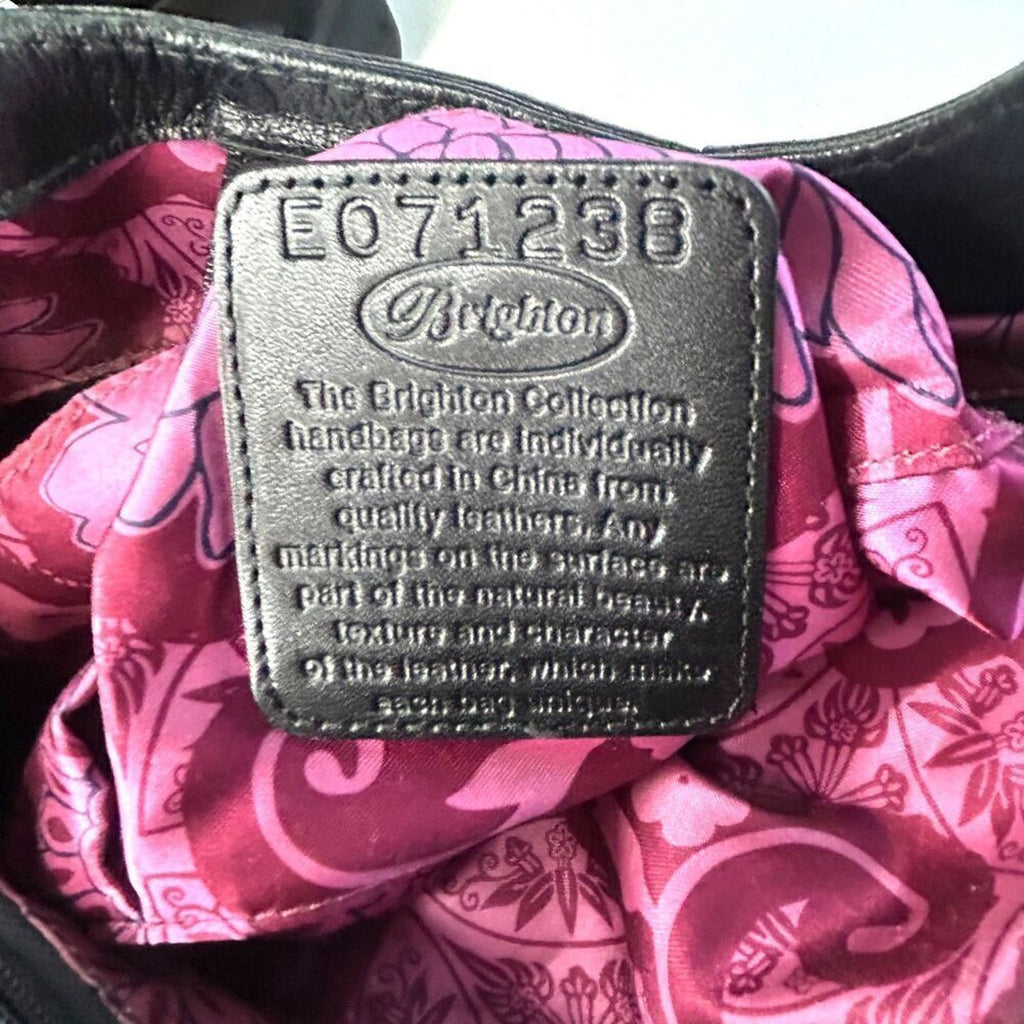 E071238
Brighton
The Brighton Collection
handbags are individually
crafted in China from
quality leathers. Any
markings on the surface are
part of the natural beauty,
texture and character
of the leather, which make
each bag unique.